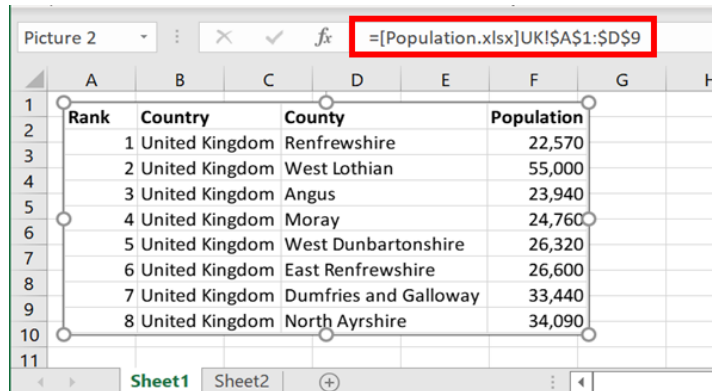 Picture 2 fx =[Population.xlsx]UK!$A$1:$D$9
A B C D E F G H
1
Rank Country County Population
2
1 United Kingdom Renfrewshire 22,570
3
2 United Kingdom West Lothian 55,000
4
3 United Kingdom Angus 23,940
5
4 United Kingdom Moray 24,760
6
5 United Kingdom West Dunbartonshire 26,320
7
6 United Kingdom East Renfrewshire 26,600
8
7 United Kingdom Dumfries and Galloway 33,440
9
8 United Kingdom North Ayrshire 34,090
10
11
Sheet1 Sheet2